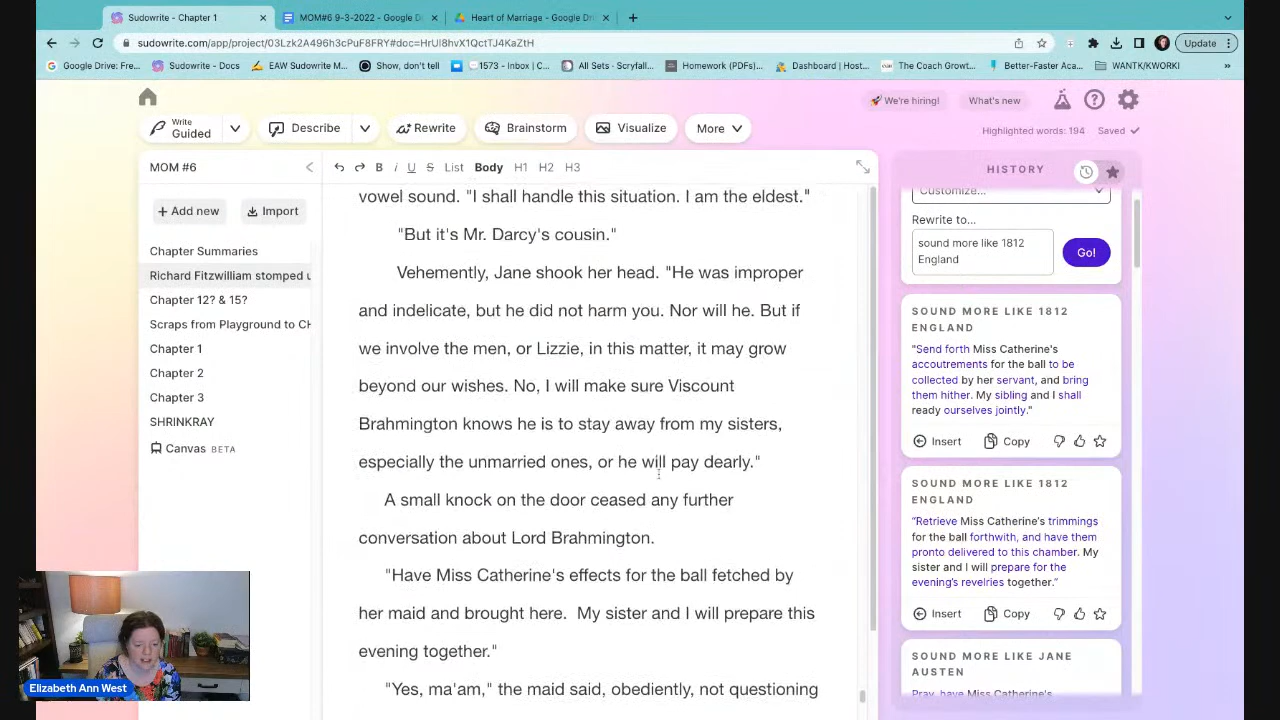 Sudowrite - Chapter 1
MOM#6 9-3-2022 - Google D
Heart of Marriage - Google Dri
sudowrite.com/app/project/03Lzk2A496h3cPuF8FRY#doc=HrUI8hvX1QctTJ4KaZtH
Update
Google Drive: Fre...
Sudowrite - Docs
EAW Sudowrite M...
Show, don't tell
1573 - Inbox | C...
All Sets · Scryfall...
Homework (PDFs)...
Dashboard | Host...
The Coach Growt...
Better-Faster Aca...
WANTK/KWORKI
»
We're hiring!
What's new
Write
Guided
Describe
Rewrite
Brainstorm
Visualize
More
Highlighted words: 194
Saved
MOM #6
B i U S List Body H1 H2 H3
HISTORY
+ Add new
Import
Chapter Summaries
Richard Fitzwilliam stomped u
Chapter 12? & 15?
Scraps from Playground to CH
Chapter 1
Chapter 2
Chapter 3
SHRINKRAY
Canvas BETA
vowel sound. "I shall handle this situation. I am the eldest."
"But it's Mr. Darcy's cousin."
Vehemently, Jane shook her head. "He was improper
and indelicate, but he did not harm you. Nor will he. But if
we involve the men, or Lizzie, in this matter, it may grow
beyond our wishes. No, I will make sure Viscount
Brahmington knows he is to stay away from my sisters,
especially the unmarried ones, or he will pay dearly."
A small knock on the door ceased any further
conversation about Lord Brahmington.
"Have Miss Catherine's effects for the ball fetched by
her maid and brought here.  My sister and I will prepare this
evening together."
"Yes, ma'am," the maid said, obediently, not questioning
Customize...
Rewrite to...
sound more like 1812
England
Go!
SOUND MORE LIKE 1812
ENGLAND
"Send forth Miss Catherine's
accoutrements for the ball to be
collected by her servant, and bring
them hither. My sibling and I shall
ready ourselves jointly."
Insert
Copy
SOUND MORE LIKE 1812
ENGLAND
"Retrieve Miss Catherine's trimmings
for the ball forthwith, and have them
pronto delivered to this chamber. My
sister and I will prepare for the
evening's revelries together."
Insert
Copy
SOUND MORE LIKE JANE
AUSTEN
Pray, have Miss Catherine's
Elizabeth Ann West